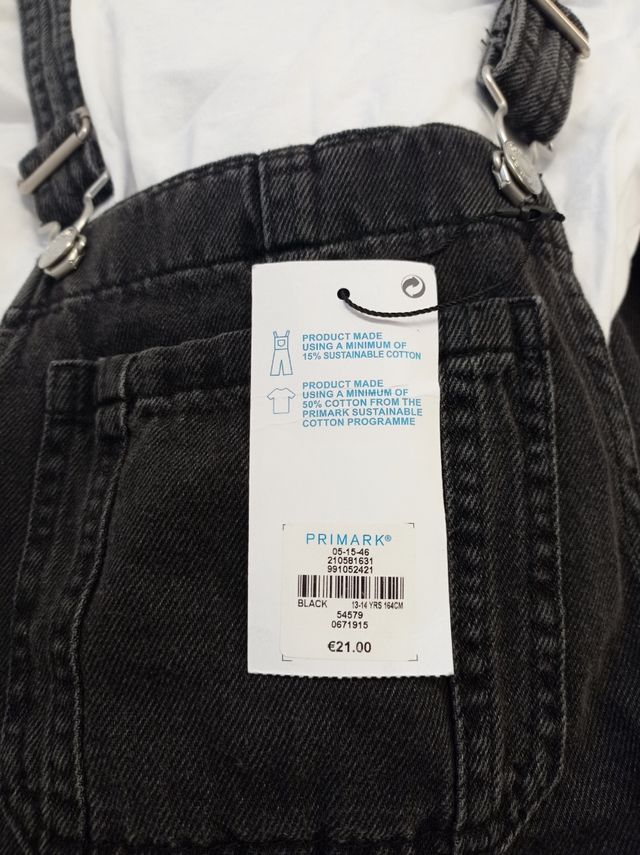 PRODUCT MADE
USING A MINIMUM OF
15% SUSTAINABLE COTTON
PRODUCT MADE
USING A MINIMUM OF
50% COTTON FROM THE
PRIMARK SUSTAINABLE
COTTON PROGRAMME
PRIMARK®
05-15-46
210581631
991052421
BLACK 13-14 YRS 164CM
54579
0671915
€21.00